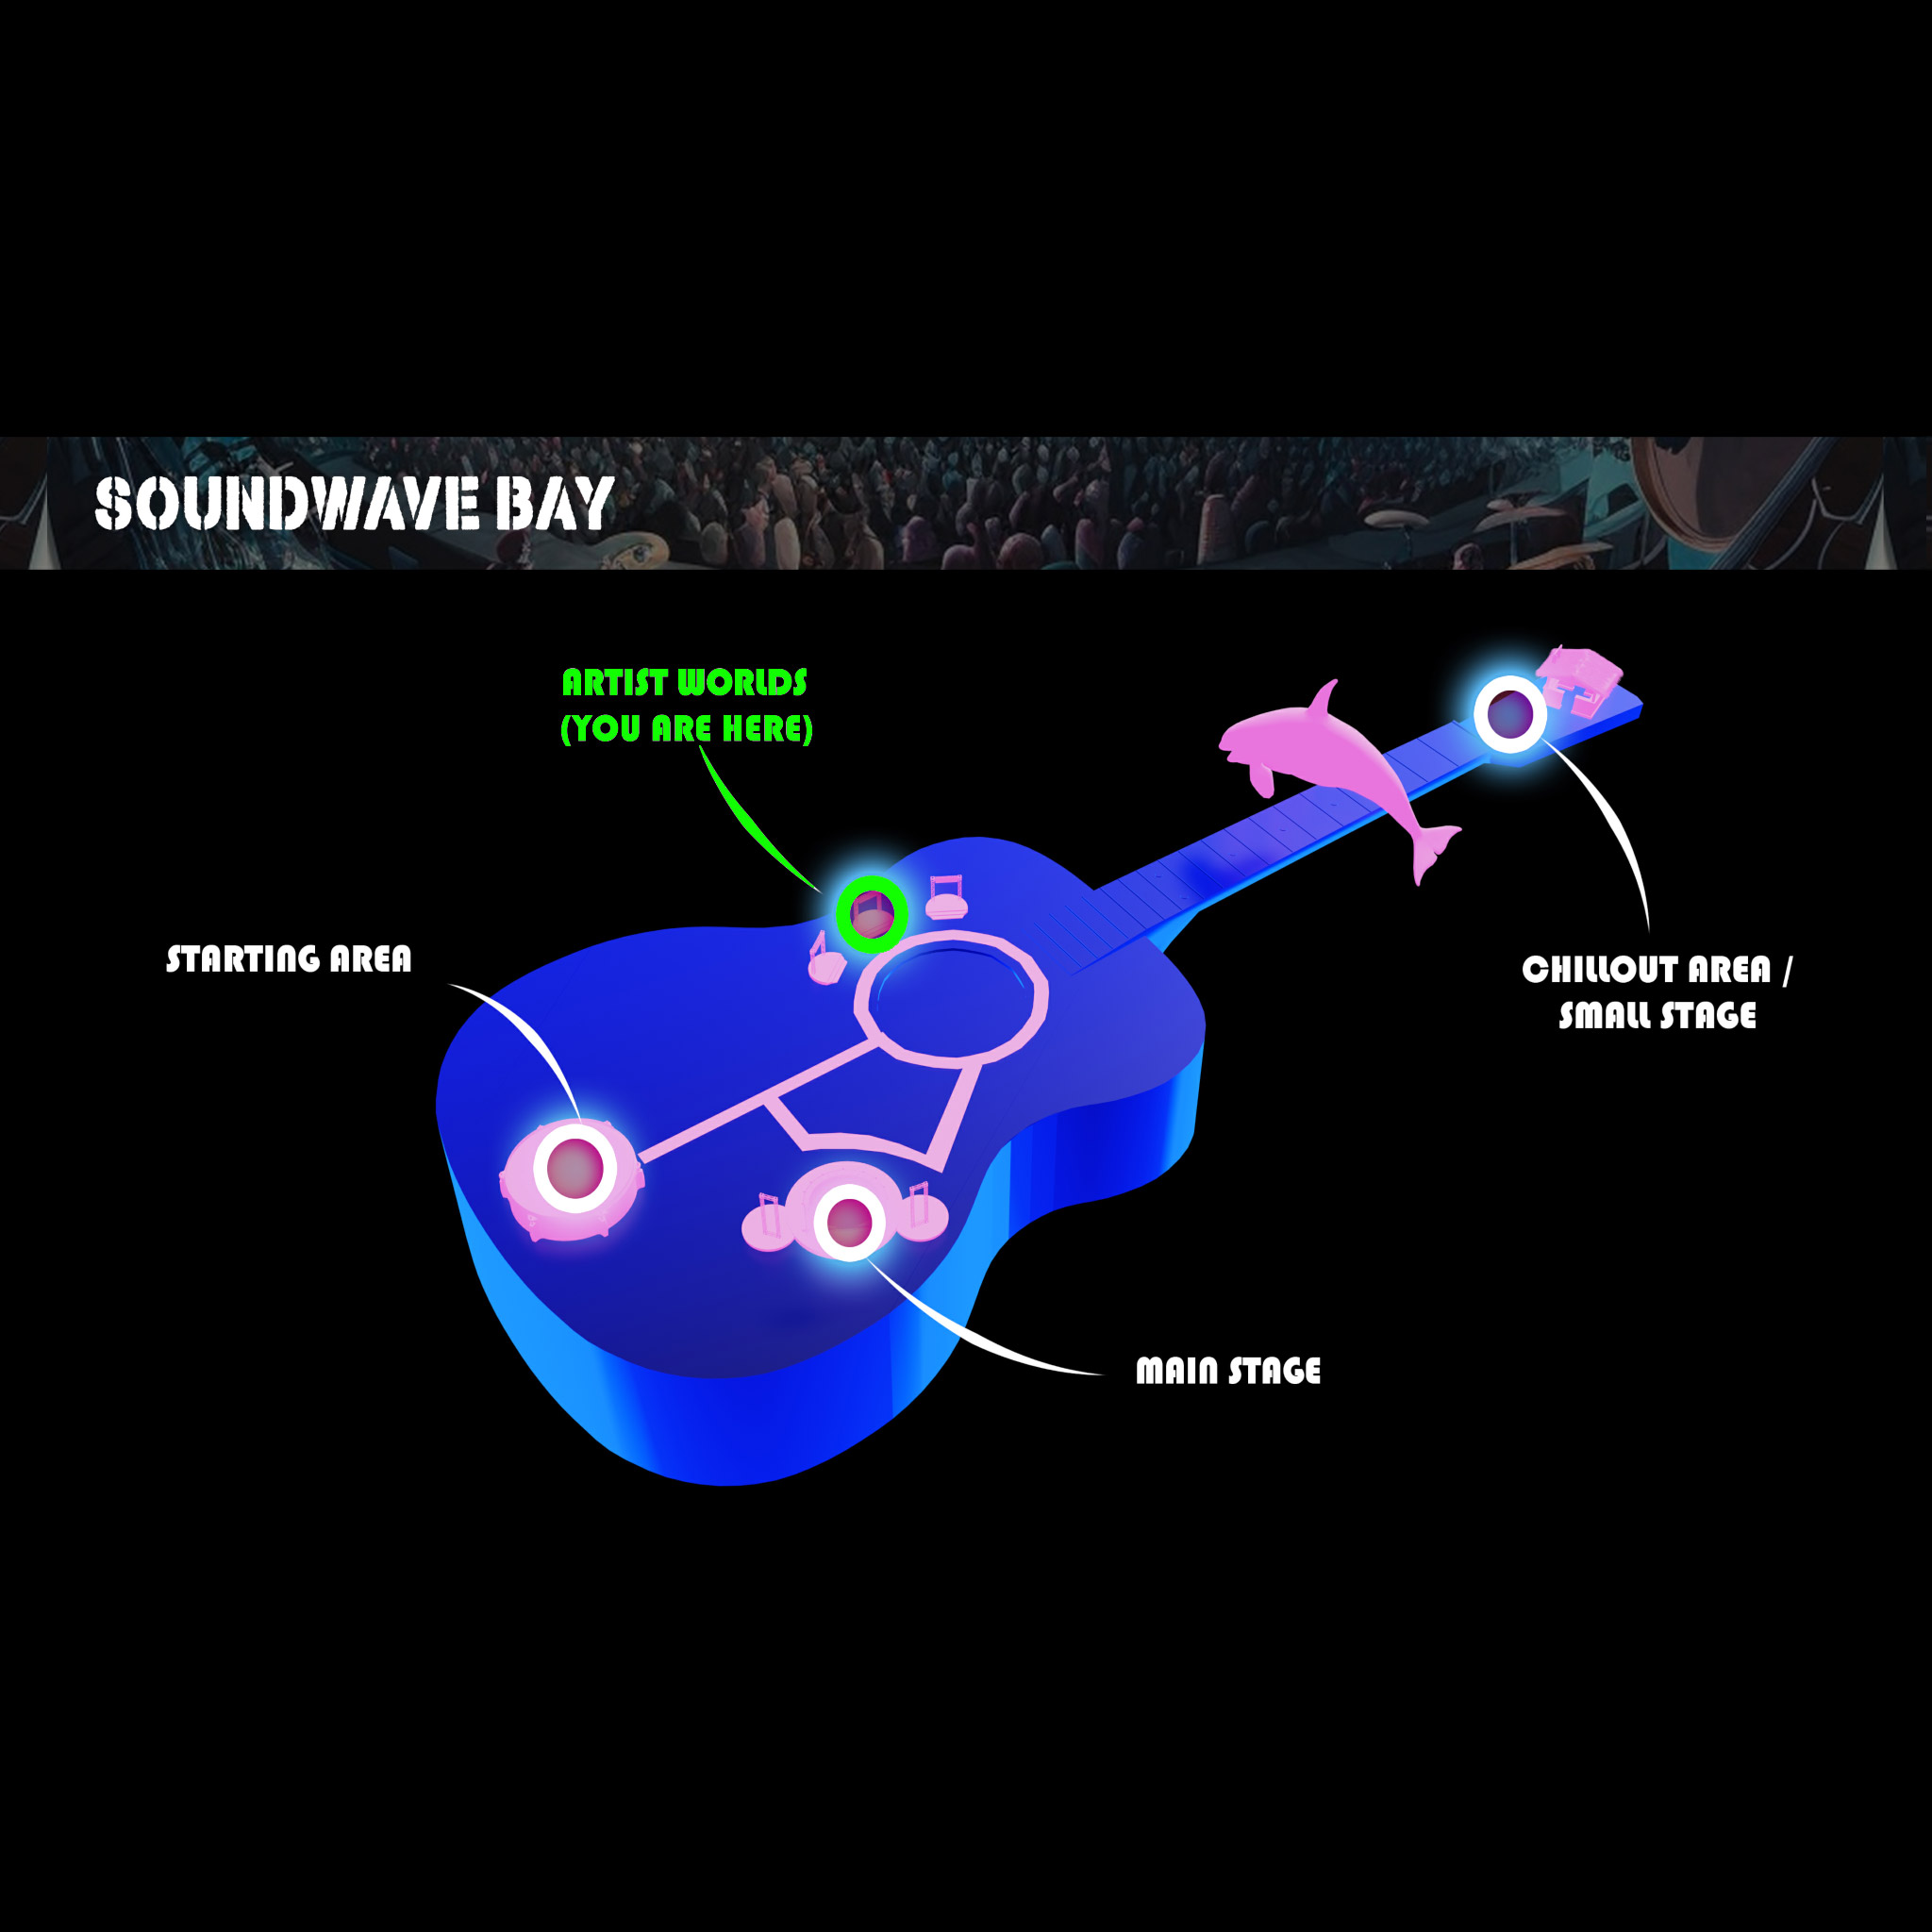 SOUNDWAVE BAY
ARTIST WORLDS
(YOU ARE HERE)
STARTING AREA
CHILLOUT AREA /
SMALL STAGE
MAIN STAGE